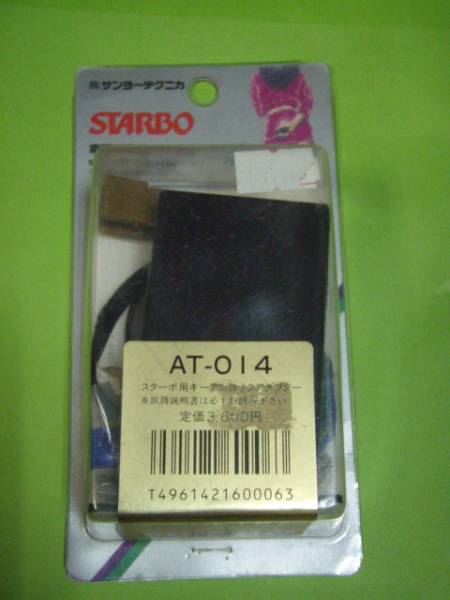 ㈱サンヨーテクニカ
STARBO
AT-014
スターボ用キーアンロックアダプター
※取扱説明書は必ずお読み下さい
定価3,600円
T4961421600063